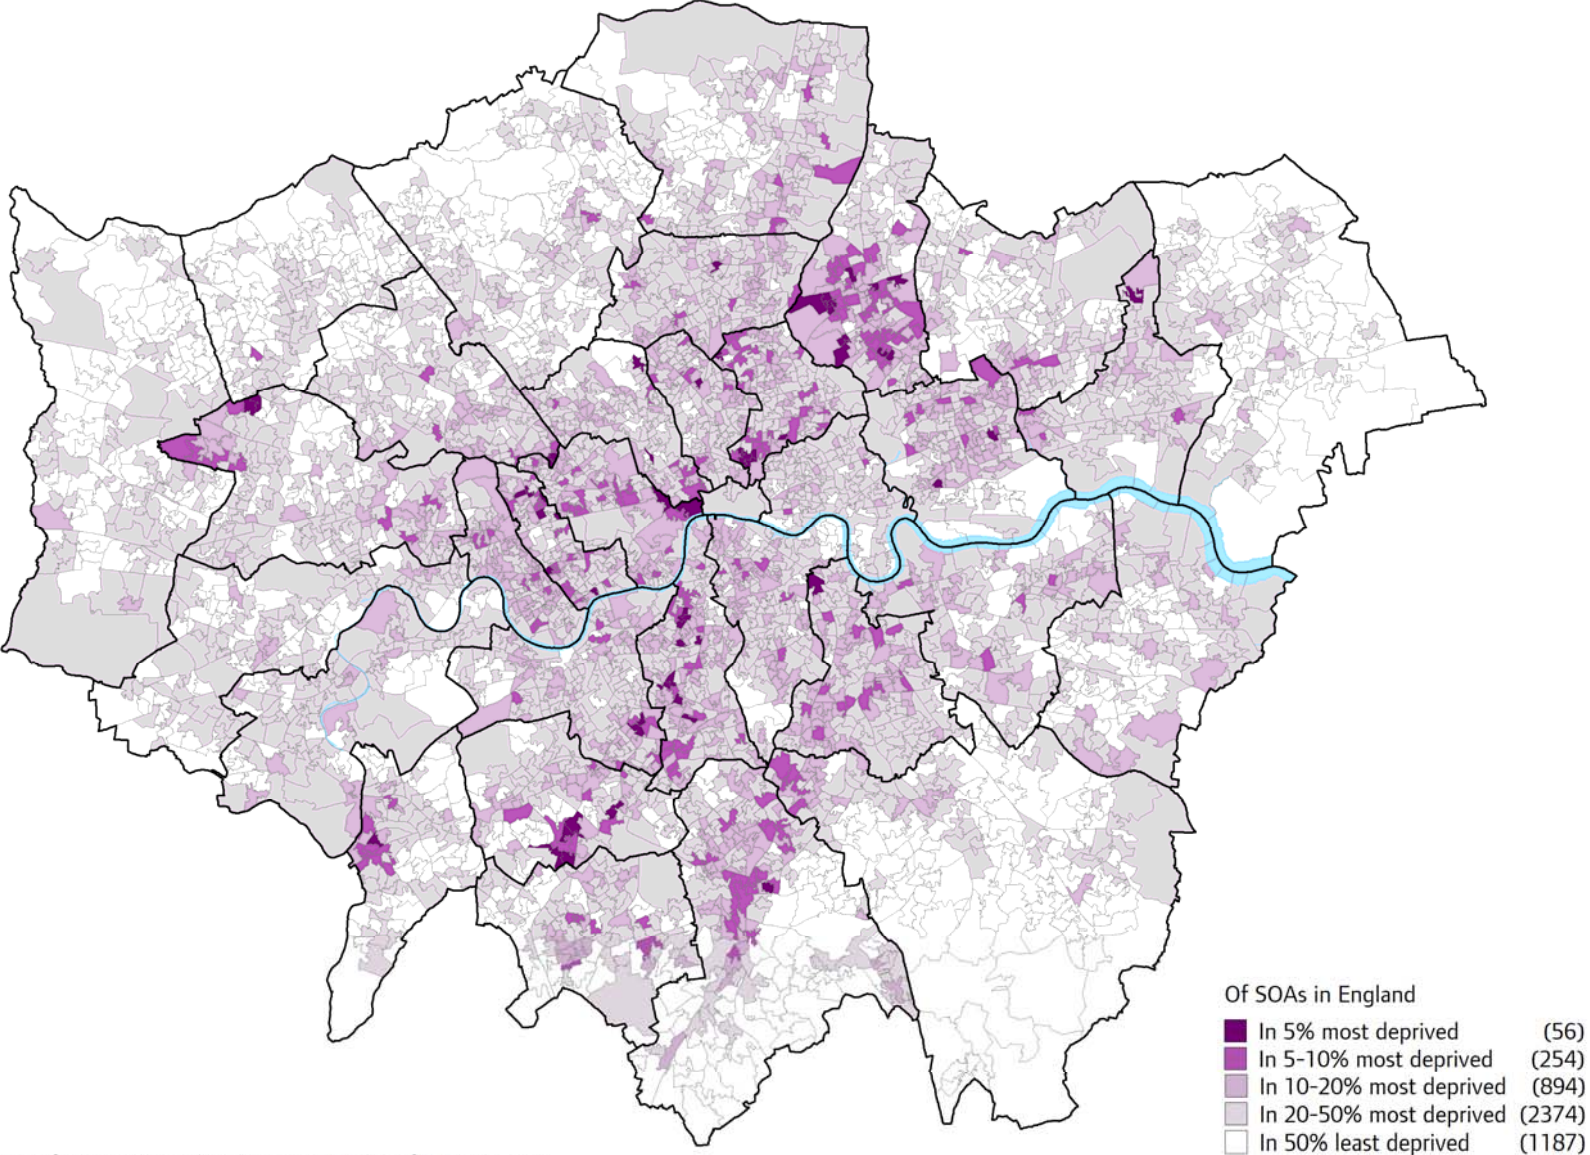 Of SOAs in England
In 5% most deprived (56)
In 5-10% most deprived (254)
In 10-20% most deprived (894)
In 20-50% most deprived (2374)
In 50% least deprived (1187)